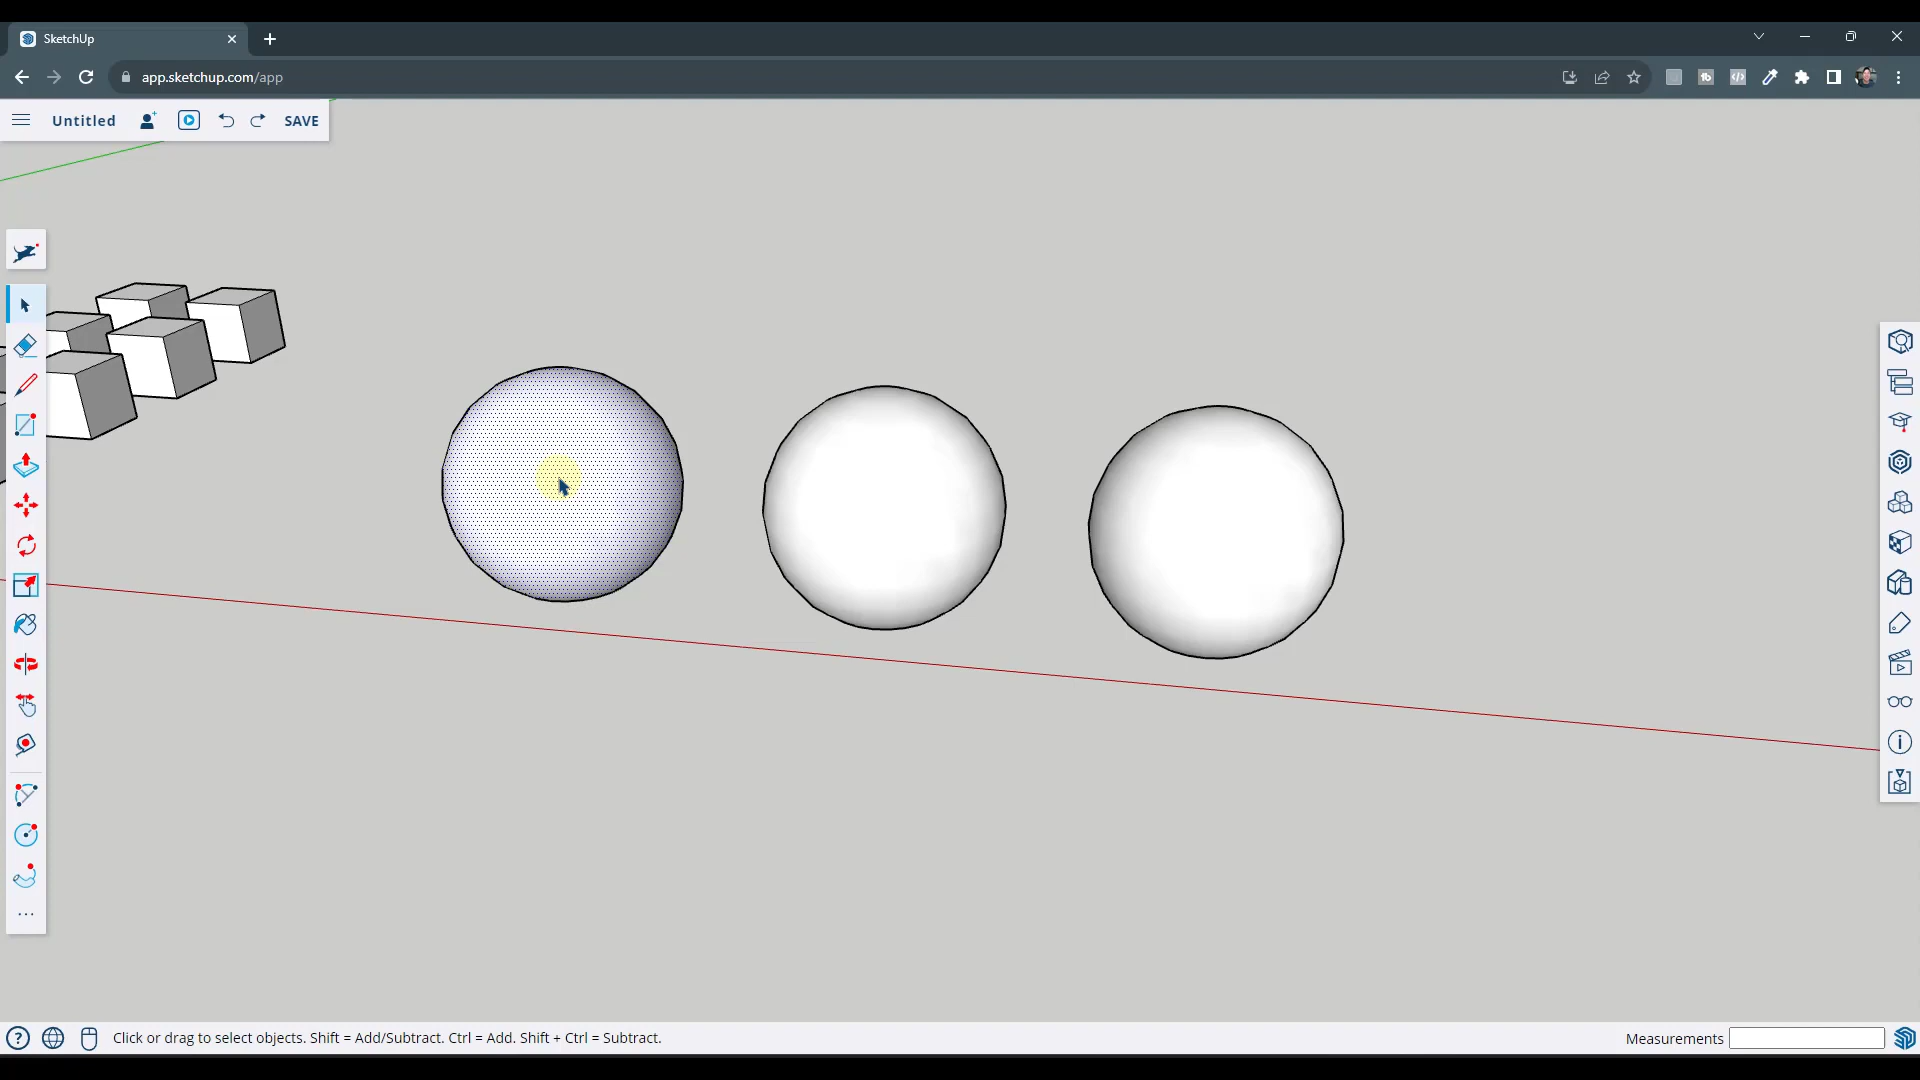 SketchUp
app.sketchup.com/app
Untitled
SAVE
Click or drag to select objects. Shift = Add/Subtract. Ctrl = Add. Shift + Ctrl = Subtract.
Measurements